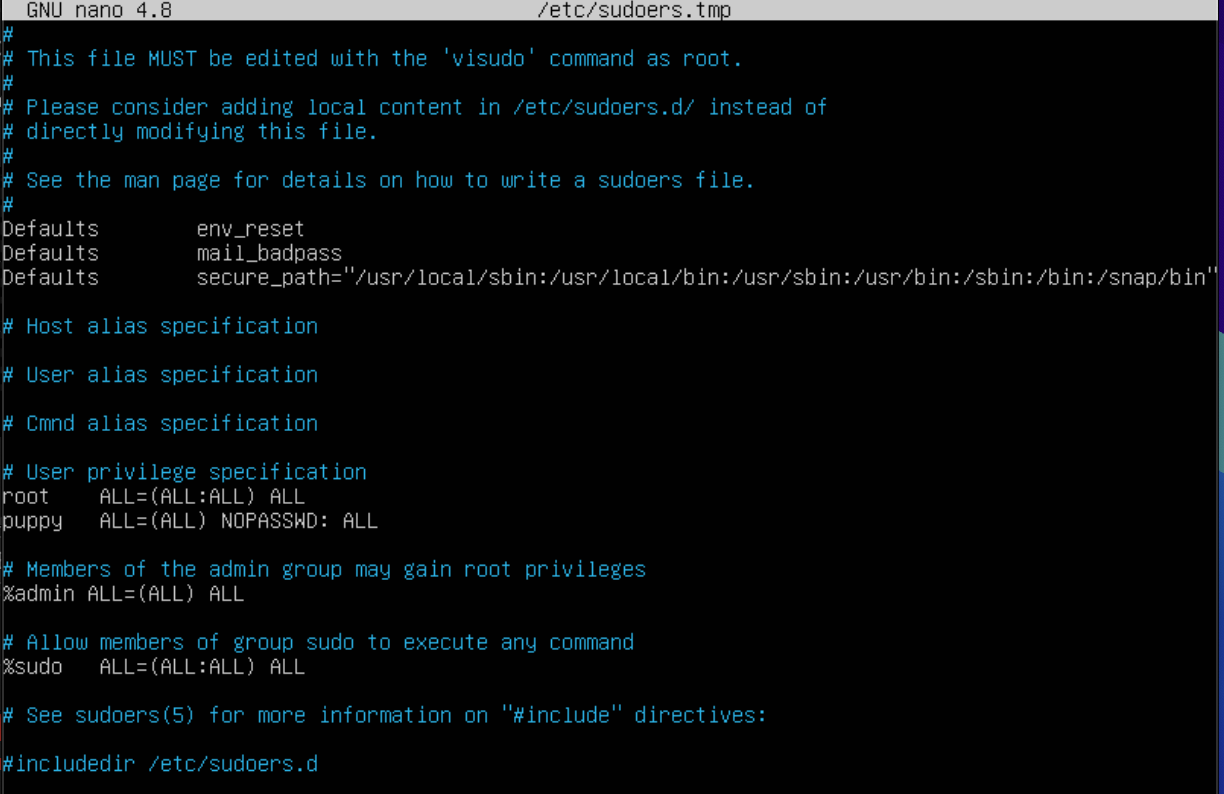 GNU nano 4.8 /etc/sudoers.tmp
#
# This file MUST be edited with the 'visudo' command as root.
#
# Please consider adding local content in /etc/sudoers.d/ instead of
# directly modifying this file.
#
# See the man page for details on how to write a sudoers file.
#
Defaults env_reset
Defaults mail_badpass
Defaults secure_path="/usr/local/sbin:/usr/local/bin:/usr/sbin:/usr/bin:/sbin:/bin:/snap/bin"
# Host alias specification
# User alias specification
# Cmnd alias specification
# User privilege specification
root ALL=(ALL:ALL) ALL
puppy ALL=(ALL) NOPASSWD: ALL
# Members of the admin group may gain root privileges
%admin ALL=(ALL) ALL
# Allow members of group sudo to execute any command
%sudo ALL=(ALL:ALL) ALL
# See sudoers(5) for more information on "#include" directives:
#includedir /etc/sudoers.d